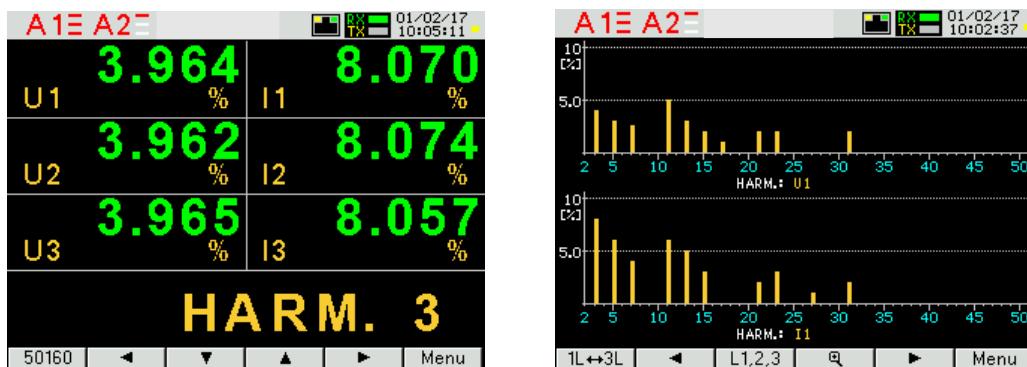 A1 A2 RX TX 01/02/17 10:05:11
3.964 8.070
U1 % I1 %
3.962 8.074
U2 % I2 %
3.965 8.057
U3 % I3 %
HARM. 3
50160 ◄ ▼ ▲ ► Menu
A1 A2 RX TX 01/02/17 10:02:37
10
[%]
5.0
2 5 10 15 20 25 30 35 40 45 50
HARM.: U1
10
[%]
5.0
2 5 10 15 20 25 30 35 40 45 50
HARM.: I1
1L↔3L ◄ L1,2,3 ► Menu